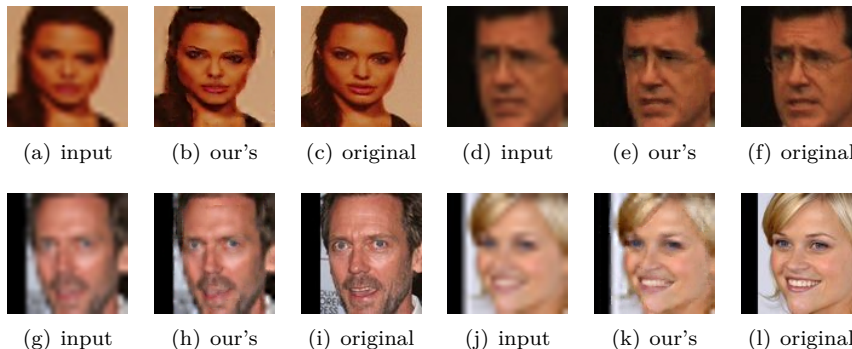 (a) input (b) our's (c) original (d) input (e) our's (f) original
(g) input (h) our's (i) original (j) input (k) our's (l) original